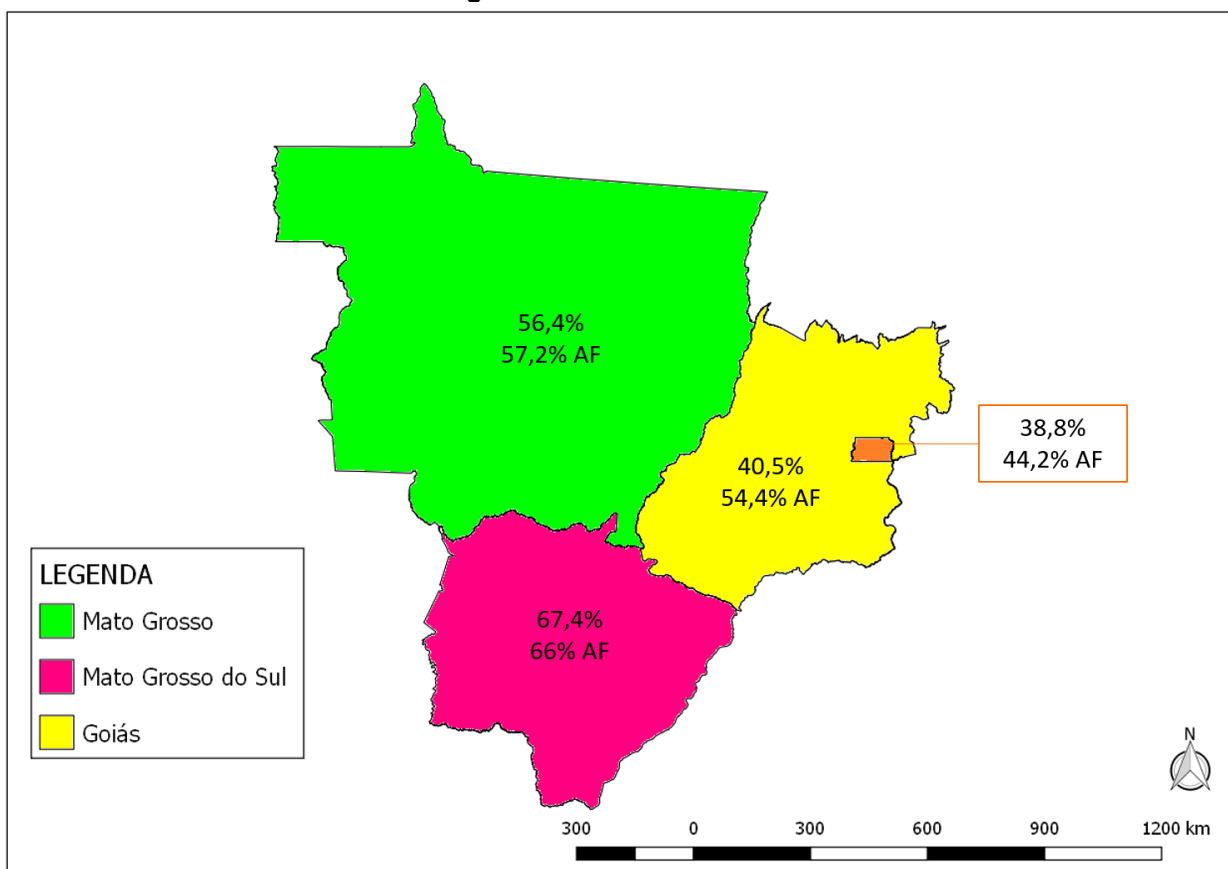 56,4%
57,2% AF
38,8%
44,2% AF
40,5%
54,4% AF
67,4%
66% AF
LEGENDA
Mato Grosso
Mato Grosso do Sul
Goiás
N
300 0 300 600 900 1200 km